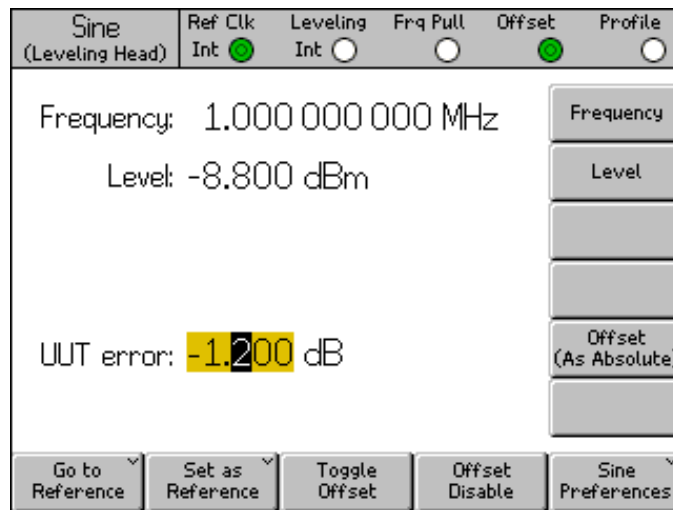 Sine
(Leveling Head)
Ref Clk
Int
Leveling
Int
Frq Pull
Offset
Profile
Frequency: 1.000 000 000 MHz
Level: -8.800 dBm
UUT error: -1.200 dB
Frequency
Level
Offset
(As Absolute)
Go to
Reference
Set as
Reference
Toggle
Offset
Offset
Disable
Sine
Preferences